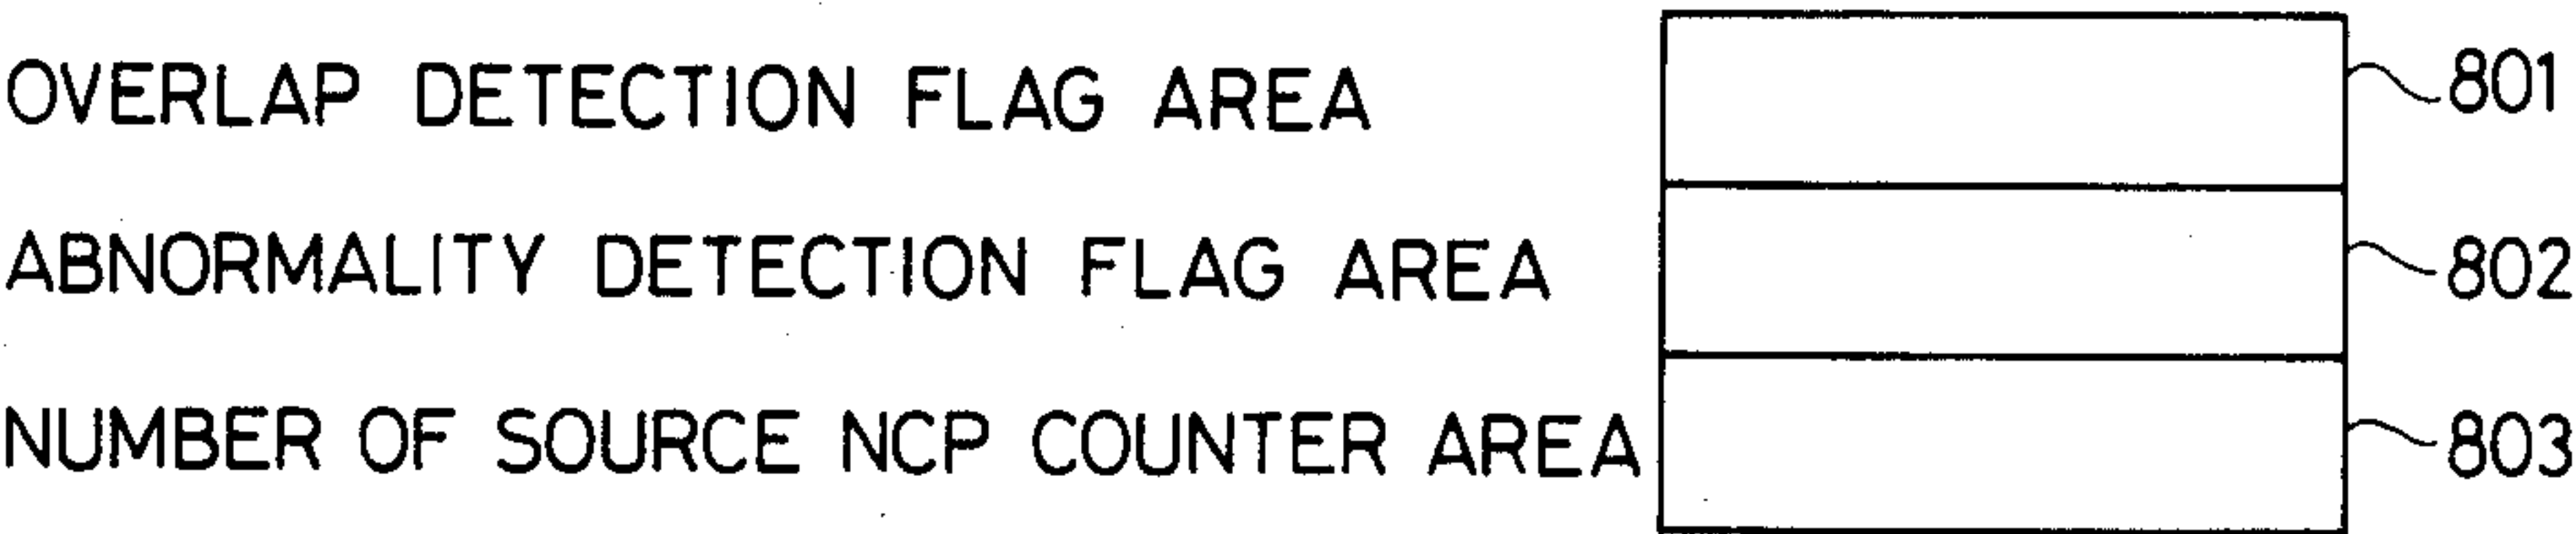 OVERLAP DETECTION FLAG AREA 801
ABNORMALITY DETECTION FLAG AREA 802
NUMBER OF SOURCE NCP COUNTER AREA 803